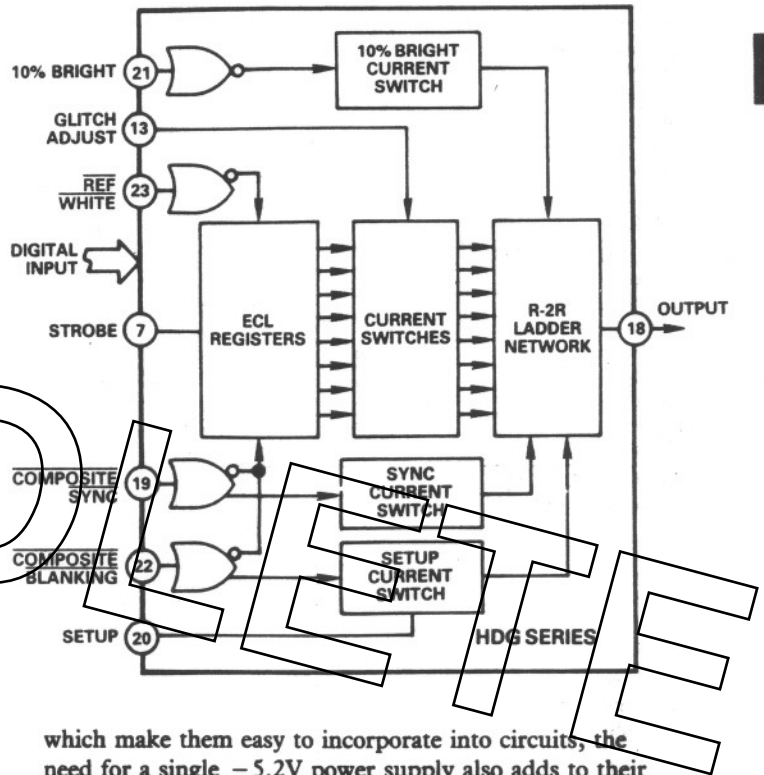 10% BRIGHT
21
10% BRIGHT
CURRENT
SWITCH
GLITCH
ADJUST
13
REF
WHITE
23
DIGITAL
INPUT
STROBE
7
ECL
REGISTERS
CURRENT
SWITCHES
R-2R
LADDER
NETWORK
18
OUTPUT
COMPOSITE
SYNC
19
SYNC
CURRENT
SWITCH
COMPOSITE
BLANKING
22
SETUP
CURRENT
SWITCH
SETUP
20
HDG SERIES
OLETE
which make them easy to incorporate into circuits, the
need for a single −5.2V power supply also adds to their